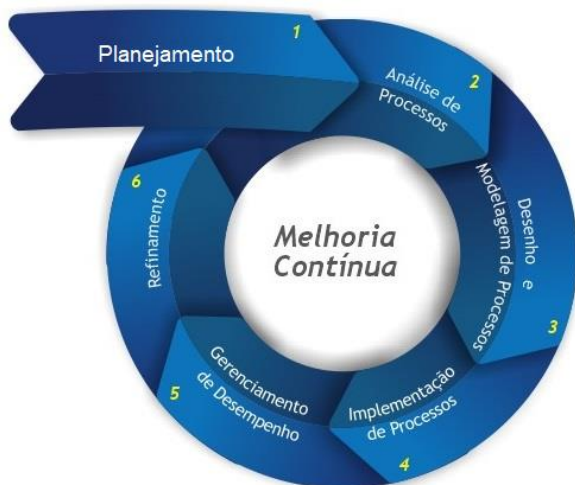 1
Planejamento
2
Análise de
Processos
Desenho e
Modelagem de Processos
3
Implementação
de Processos
4
Gerenciamento
de Desempenho
5
Refinamento
6
Melhoria
Contínua